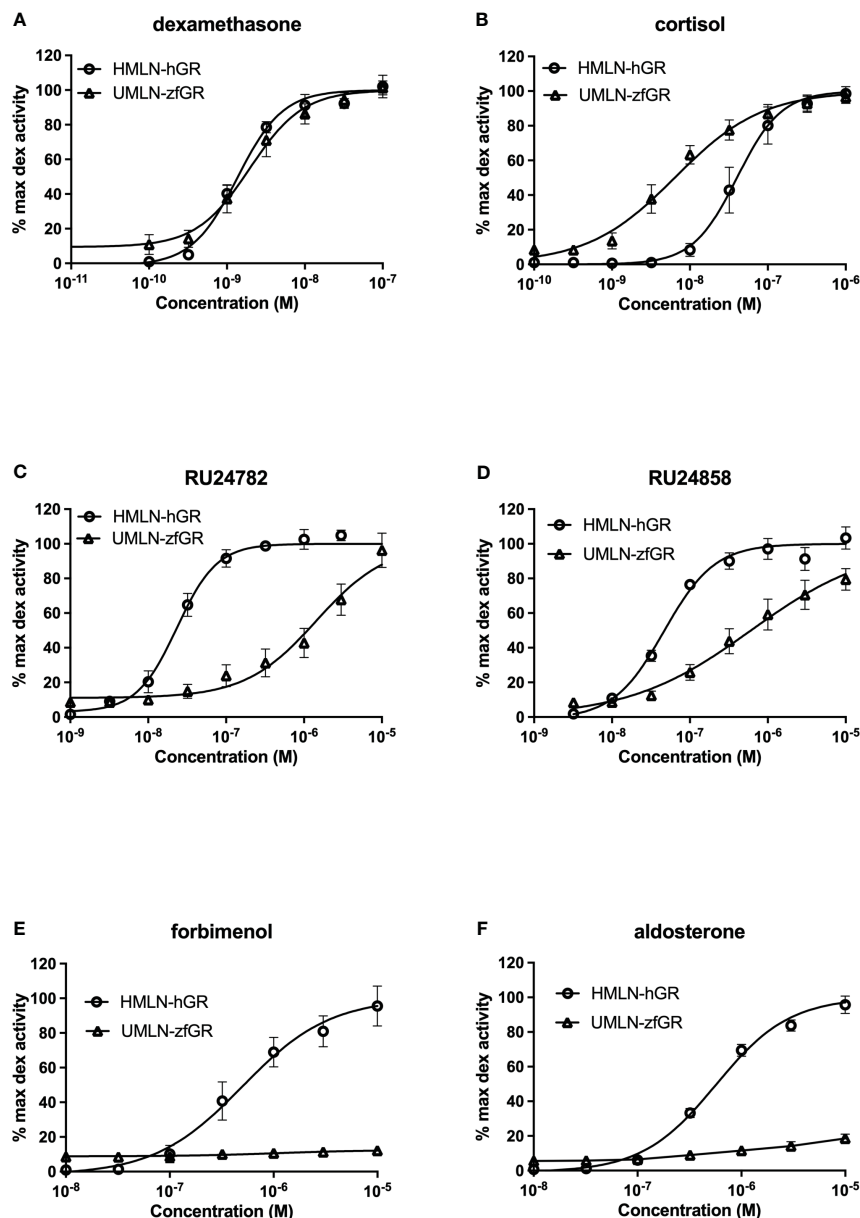 A
dexamethasone
120
100
80
60
40
20
0
HMLN-hGR
UMLN-zfGR
% max dex activity
10-11
10-10
10-9
10-8
10-7
Concentration (M)
B
cortisol
120
100
80
60
40
20
0
HMLN-hGR
UMLN-zfGR
% max dex activity
10-10
10-9
10-8
10-7
10-6
Concentration (M)
C
RU24782
120
100
80
60
40
20
0
HMLN-hGR
UMLN-zfGR
% max dex activity
10-9
10-8
10-7
10-6
10-5
Concentration (M)
D
RU24858
120
100
80
60
40
20
0
HMLN-hGR
UMLN-zfGR
% max dex activity
10-9
10-8
10-7
10-6
10-5
Concentration (M)
E
forbimenol
120
100
80
60
40
20
0
HMLN-hGR
UMLN-zfGR
% max dex activity
10-8
10-7
10-6
10-5
Concentration (M)
F
aldosterone
120
100
80
60
40
20
0
HMLN-hGR
UMLN-zfGR
% max dex activity
10-8
10-7
10-6
10-5
Concentration (M)